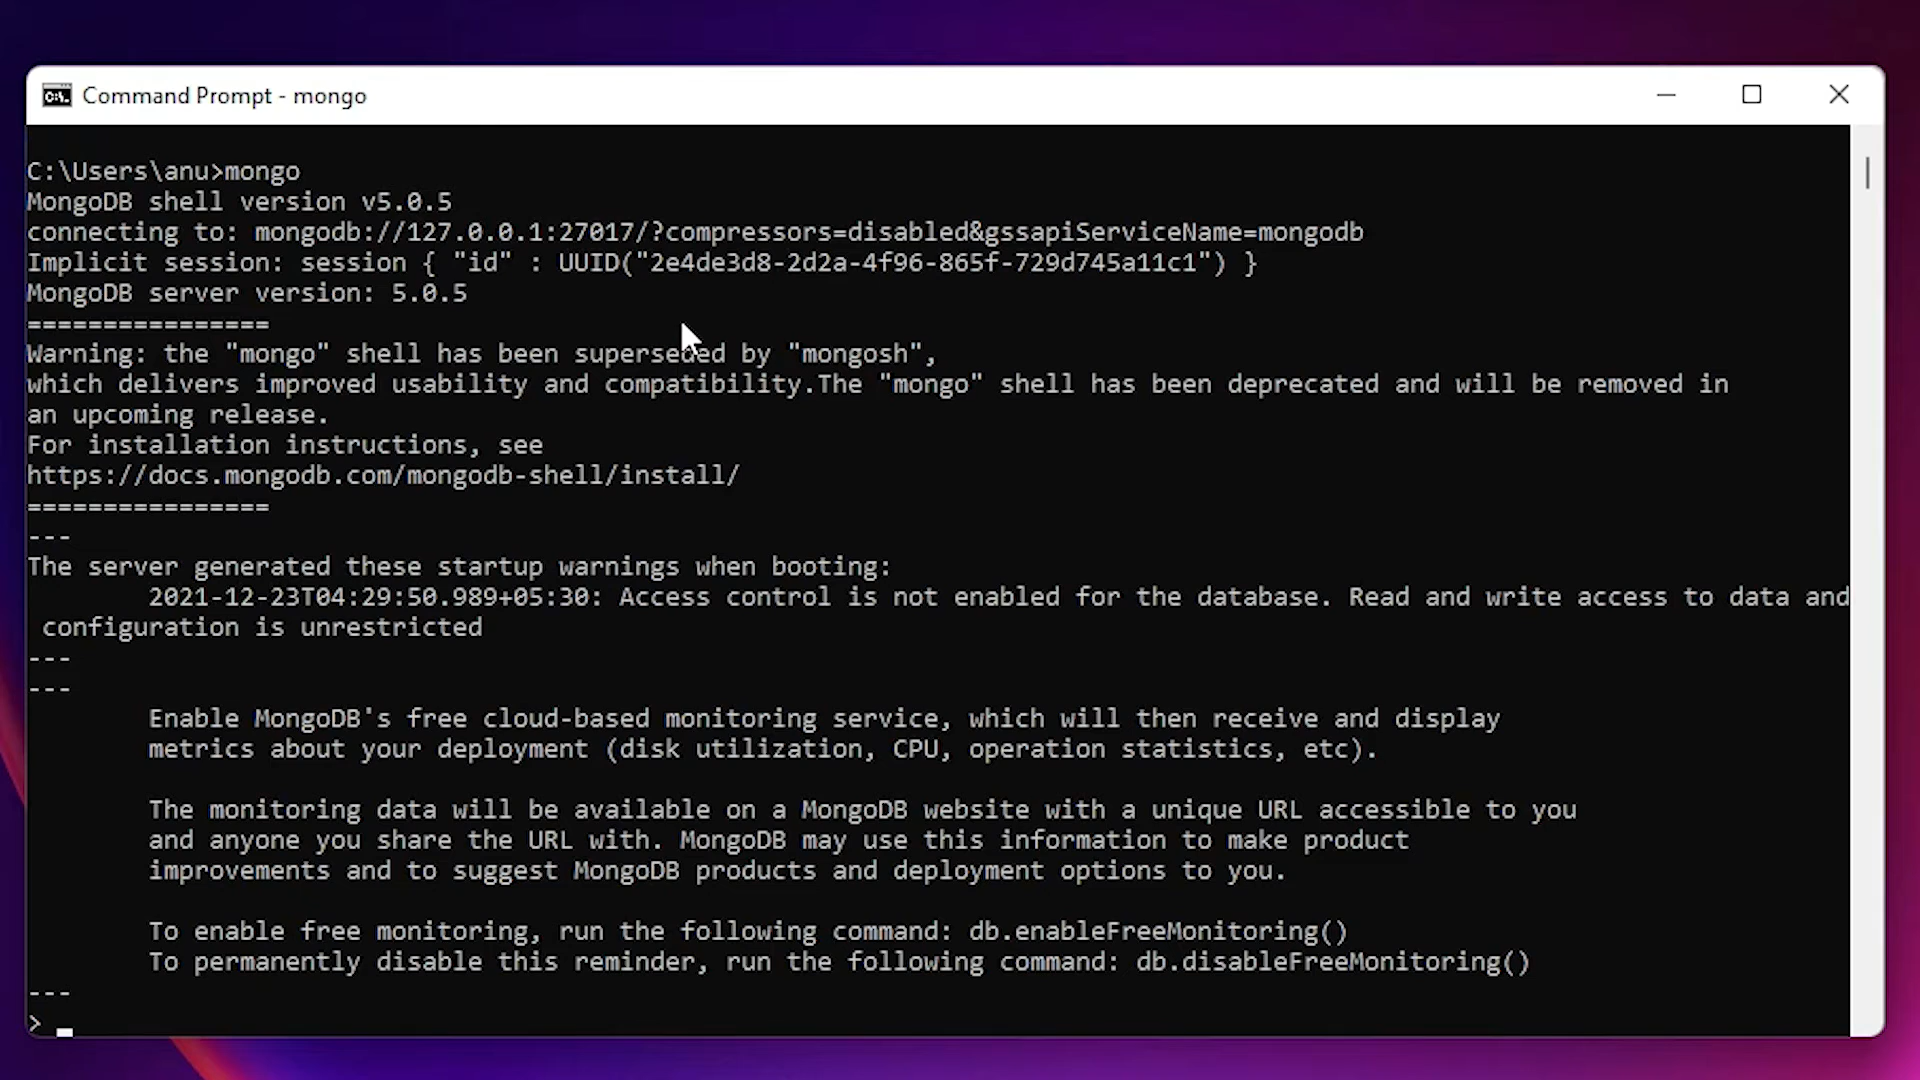 Command Prompt - mongo
C:\Users\anu>mongo
MongoDB shell version v5.0.5
connecting to: mongodb://127.0.0.1:27017/?compressors=disabled&gssapiServiceName=mongodb
Implicit session: session { "id" : UUID("2e4de3d8-2d2a-4f96-865f-729d745a11c1") }
MongoDB server version: 5.0.5
================
Warning: the "mongo" shell has been superseded by "mongosh",
which delivers improved usability and compatibility.The "mongo" shell has been deprecated and will be removed in
an upcoming release.
For installation instructions, see
https://docs.mongodb.com/mongodb-shell/install/
================
---
The server generated these startup warnings when booting:
2021-12-23T04:29:50.989+05:30: Access control is not enabled for the database. Read and write access to data and
configuration is unrestricted
---
---
Enable MongoDB's free cloud-based monitoring service, which will then receive and display
metrics about your deployment (disk utilization, CPU, operation statistics, etc).
The monitoring data will be available on a MongoDB website with a unique URL accessible to you
and anyone you share the URL with. MongoDB may use this information to make product
improvements and to suggest MongoDB products and deployment options to you.
To enable free monitoring, run the following command: db.enableFreeMonitoring()
To permanently disable this reminder, run the following command: db.disableFreeMonitoring()
---
>